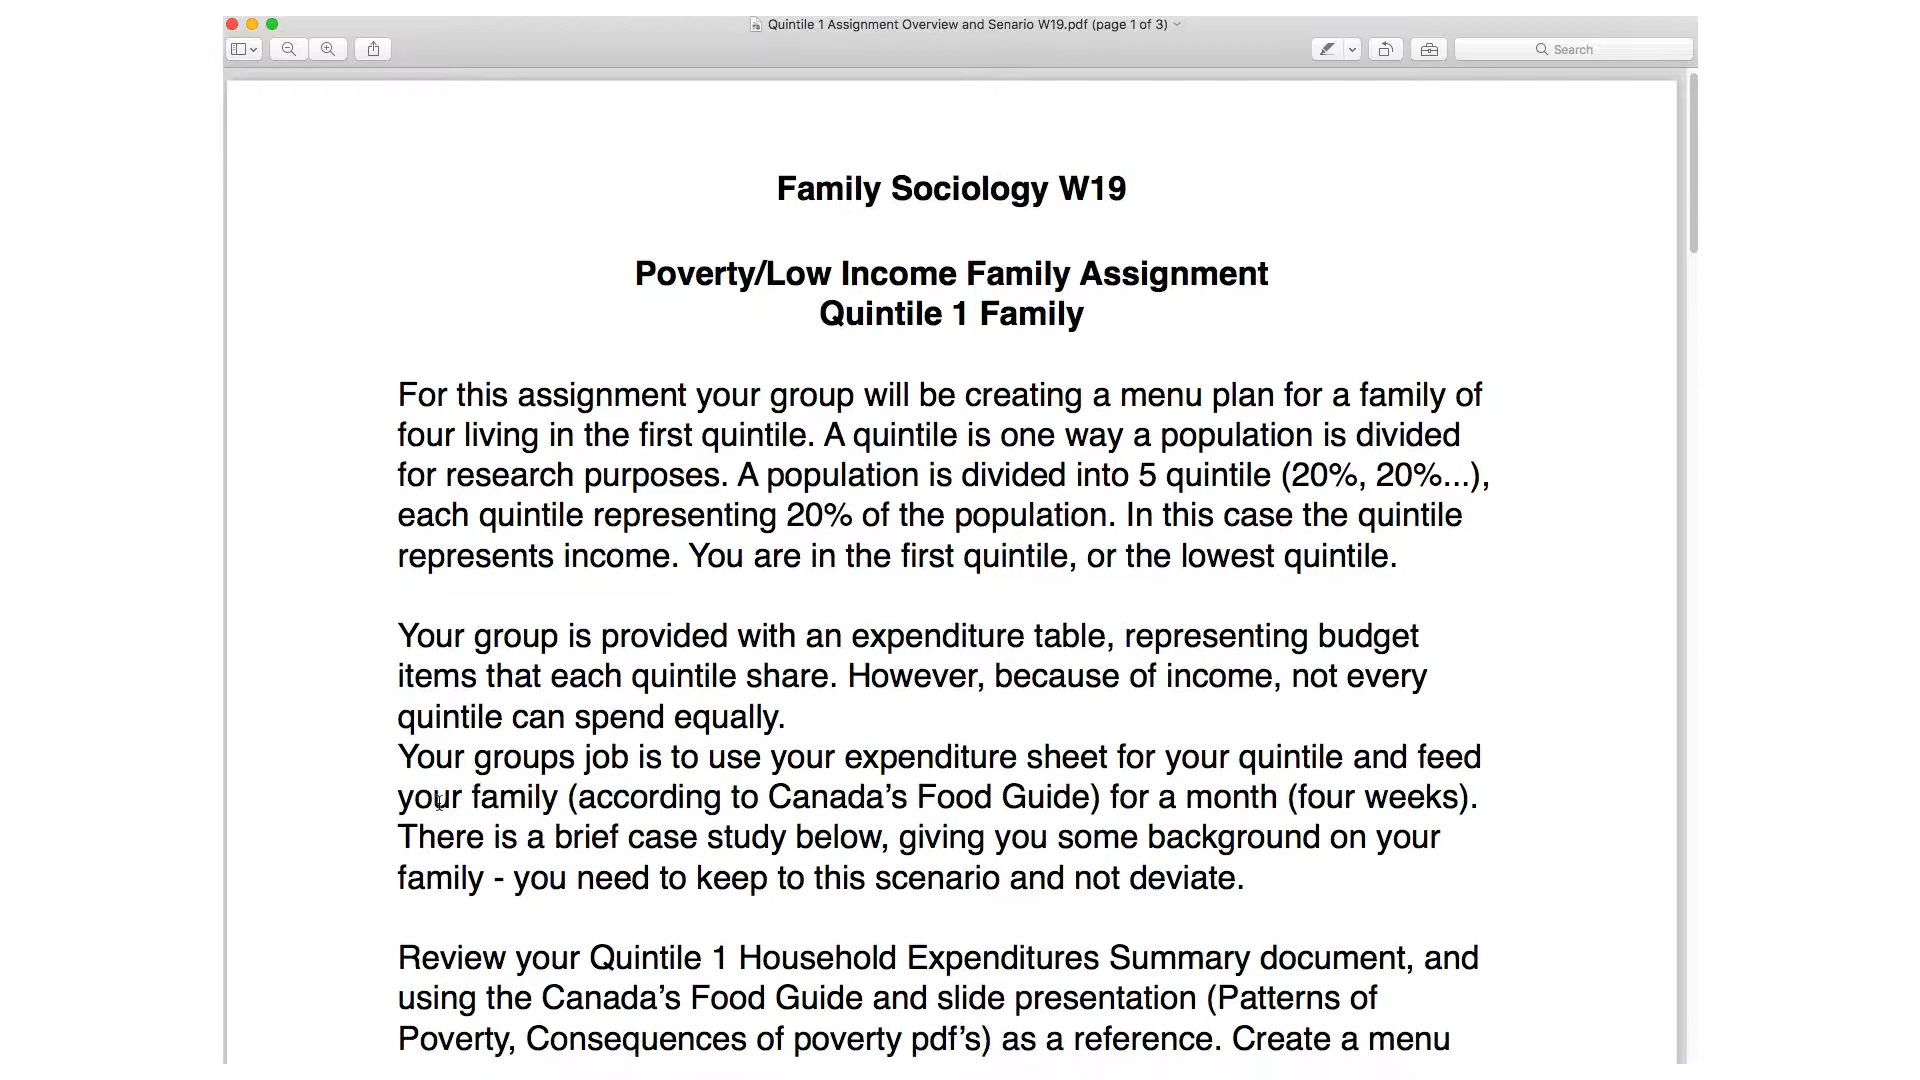 Quintile 1 Assignment Overview and Senario W19.pdf (page 1 of 3)
Search
Family Sociology W19
Poverty/Low Income Family Assignment
Quintile 1 Family
For this assignment your group will be creating a menu plan for a family of
four living in the first quintile. A quintile is one way a population is divided
for research purposes. A population is divided into 5 quintile (20%, 20%...),
each quintile representing 20% of the population. In this case the quintile
represents income. You are in the first quintile, or the lowest quintile.
Your group is provided with an expenditure table, representing budget
items that each quintile share. However, because of income, not every
quintile can spend equally.
Your groups job is to use your expenditure sheet for your quintile and feed
your family (according to Canada’s Food Guide) for a month (four weeks).
There is a brief case study below, giving you some background on your
family - you need to keep to this scenario and not deviate.
Review your Quintile 1 Household Expenditures Summary document, and
using the Canada’s Food Guide and slide presentation (Patterns of
Poverty, Consequences of poverty pdf’s) as a reference. Create a menu